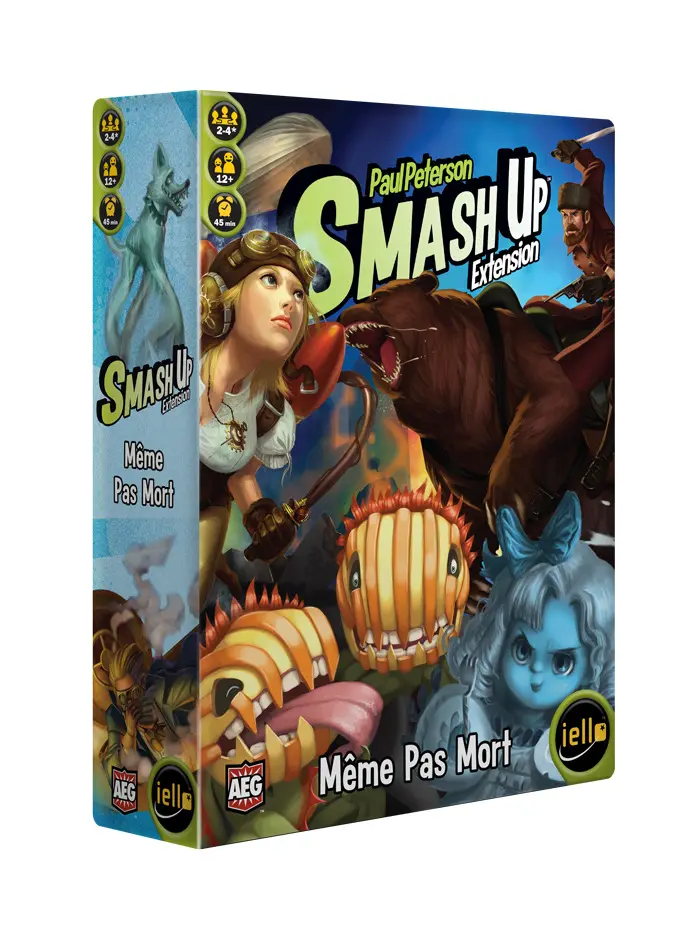 2-4*
12+
45 min
SMASH UP
Extension
Même
Pas Mort
AEG
iello
2-4*
12+
45 min
Paul Peterson
SMASH UP™
Extension
Même Pas Mort
AEG
iello